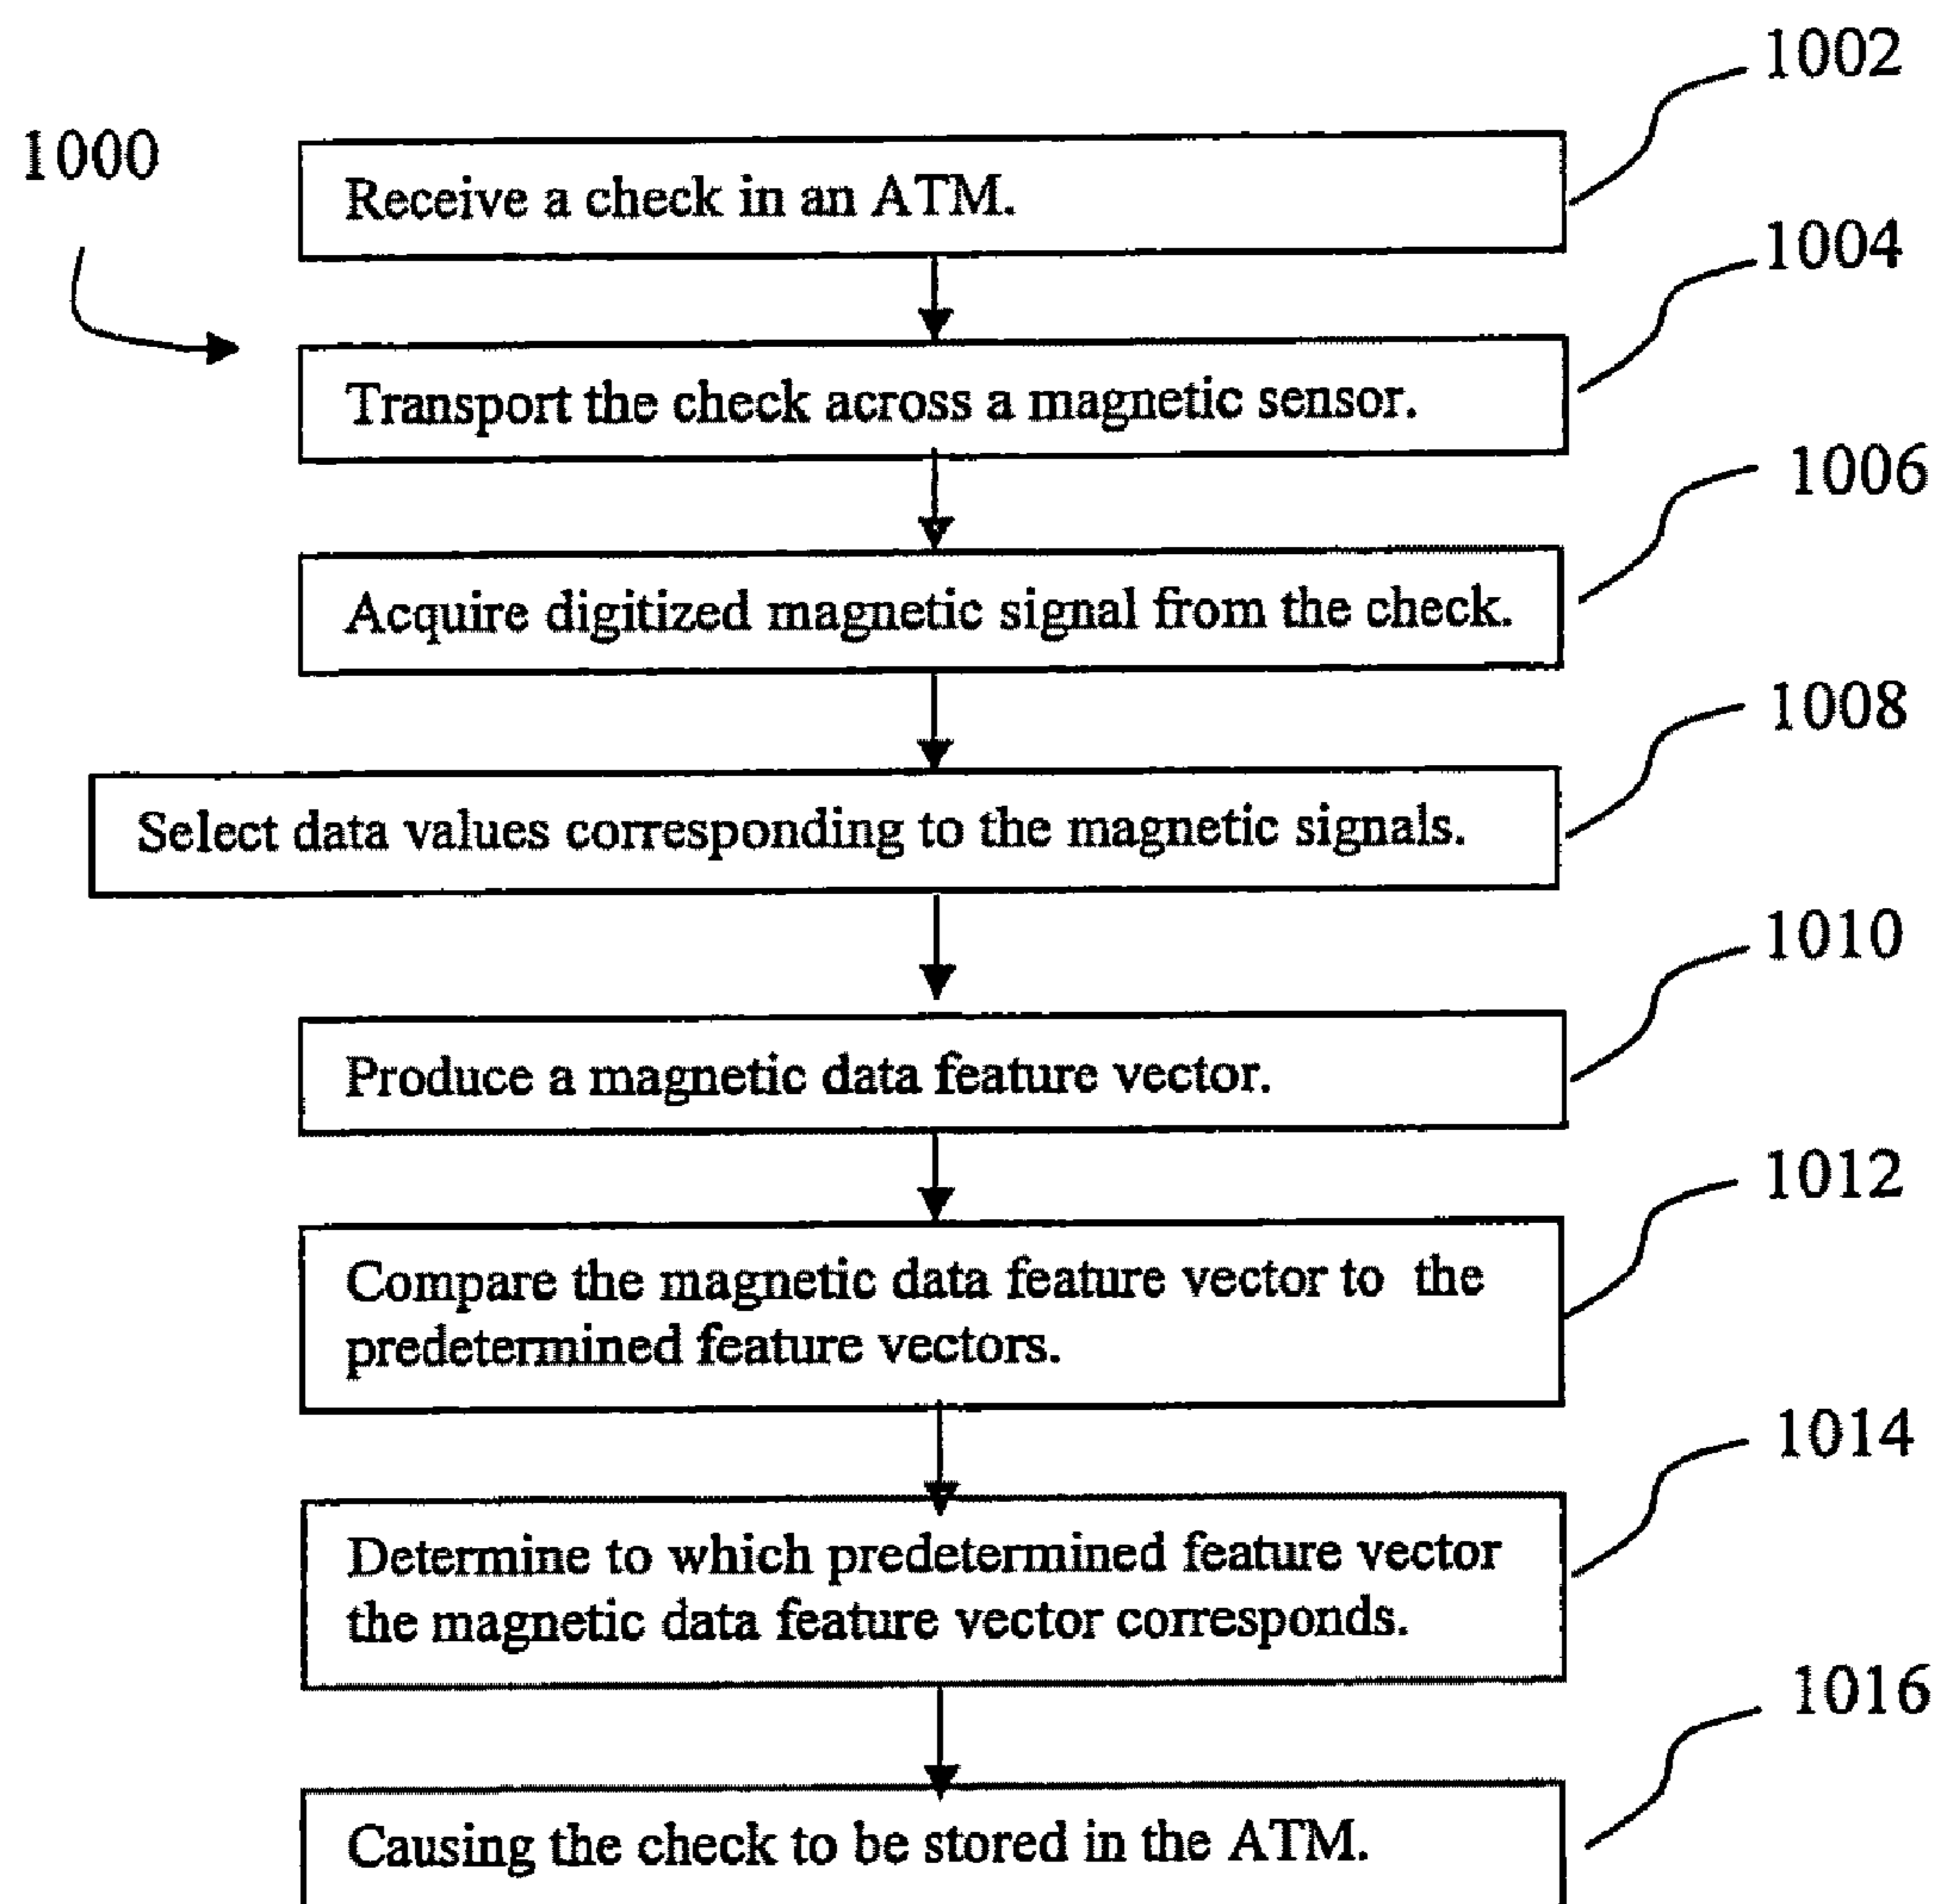 1002
1000
Receive a check in an ATM.
1004
Transport the check across a magnetic sensor.
1006
Acquire digitized magnetic signal from the check.
1008
Select data values corresponding to the magnetic signals.
1010
Produce a magnetic data feature vector.
1012
Compare the magnetic data feature vector to the
predetermined feature vectors.
1014
Determine to which predetermined feature vector
the magnetic data feature vector corresponds.
1016
Causing the check to be stored in the ATM.